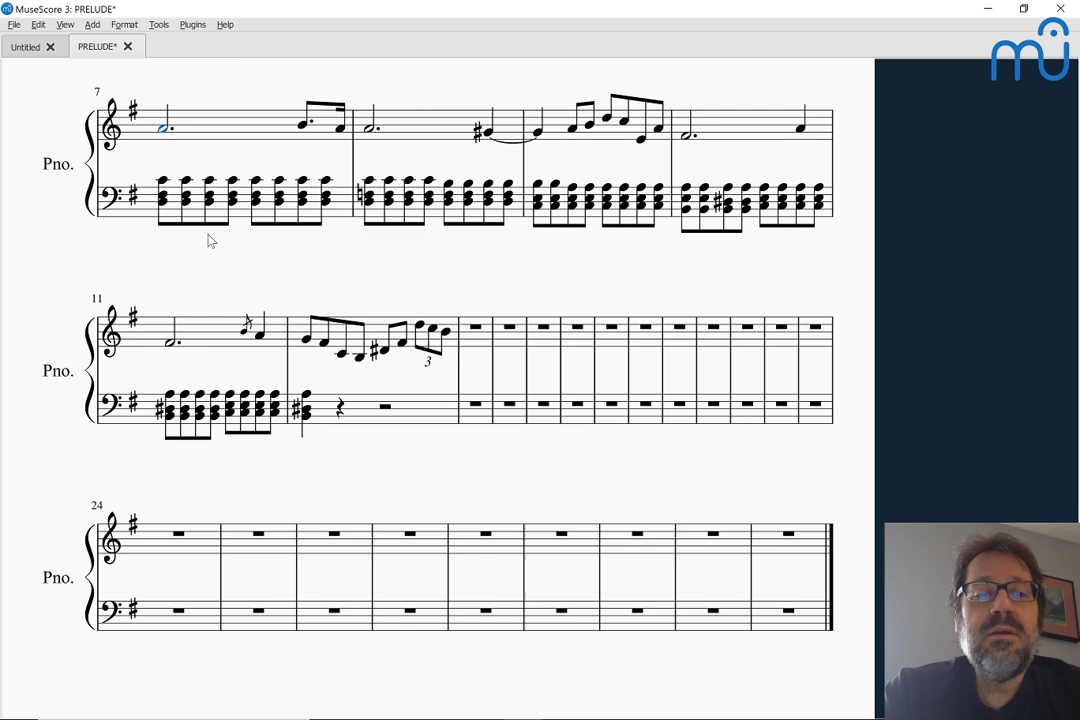 MuseScore 3: PRELUDE*
File Edit View Add Format Tools Plugins Help
Untitled PRELUDE*
mu
7
Pno.
11
3
Pno.
24
Pno.